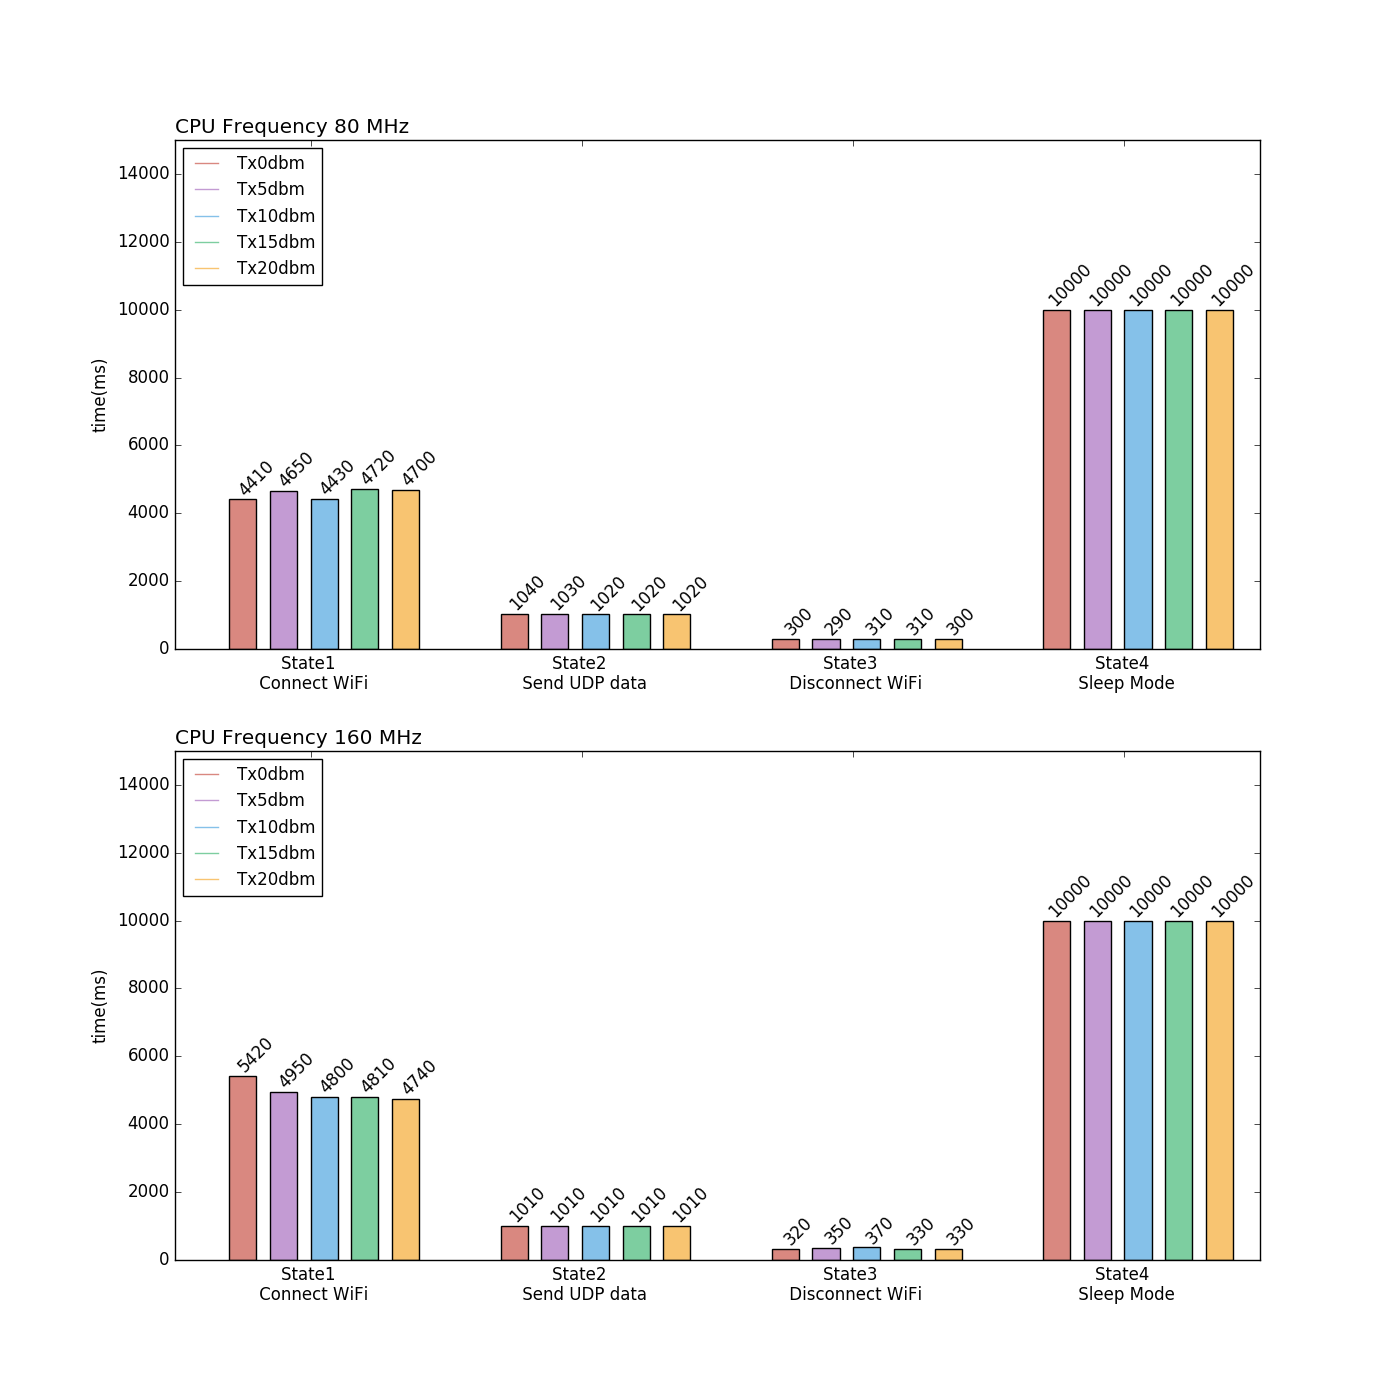 CPU Frequency 80 MHz
Tx0dbm
Tx5dbm
Tx10dbm
Tx15dbm
Tx20dbm
time(ms)
14000
12000
10000
8000
6000
4000
2000
0
4410 4650 4430 4720 4700
1040 1030 1020 1020 1020
300 290 310 310 300
10000 10000 10000 10000 10000
State1 State2 State3 State4
Connect WiFi Send UDP data Disconnect WiFi Sleep Mode
CPU Frequency 160 MHz
Tx0dbm
Tx5dbm
Tx10dbm
Tx15dbm
Tx20dbm
time(ms)
14000
12000
10000
8000
6000
4000
2000
0
5420 4950 4800 4810 4740
1010 1010 1010 1010 1010
320 350 370 330 330
10000 10000 10000 10000 10000
State1 State2 State3 State4
Connect WiFi Send UDP data Disconnect WiFi Sleep Mode